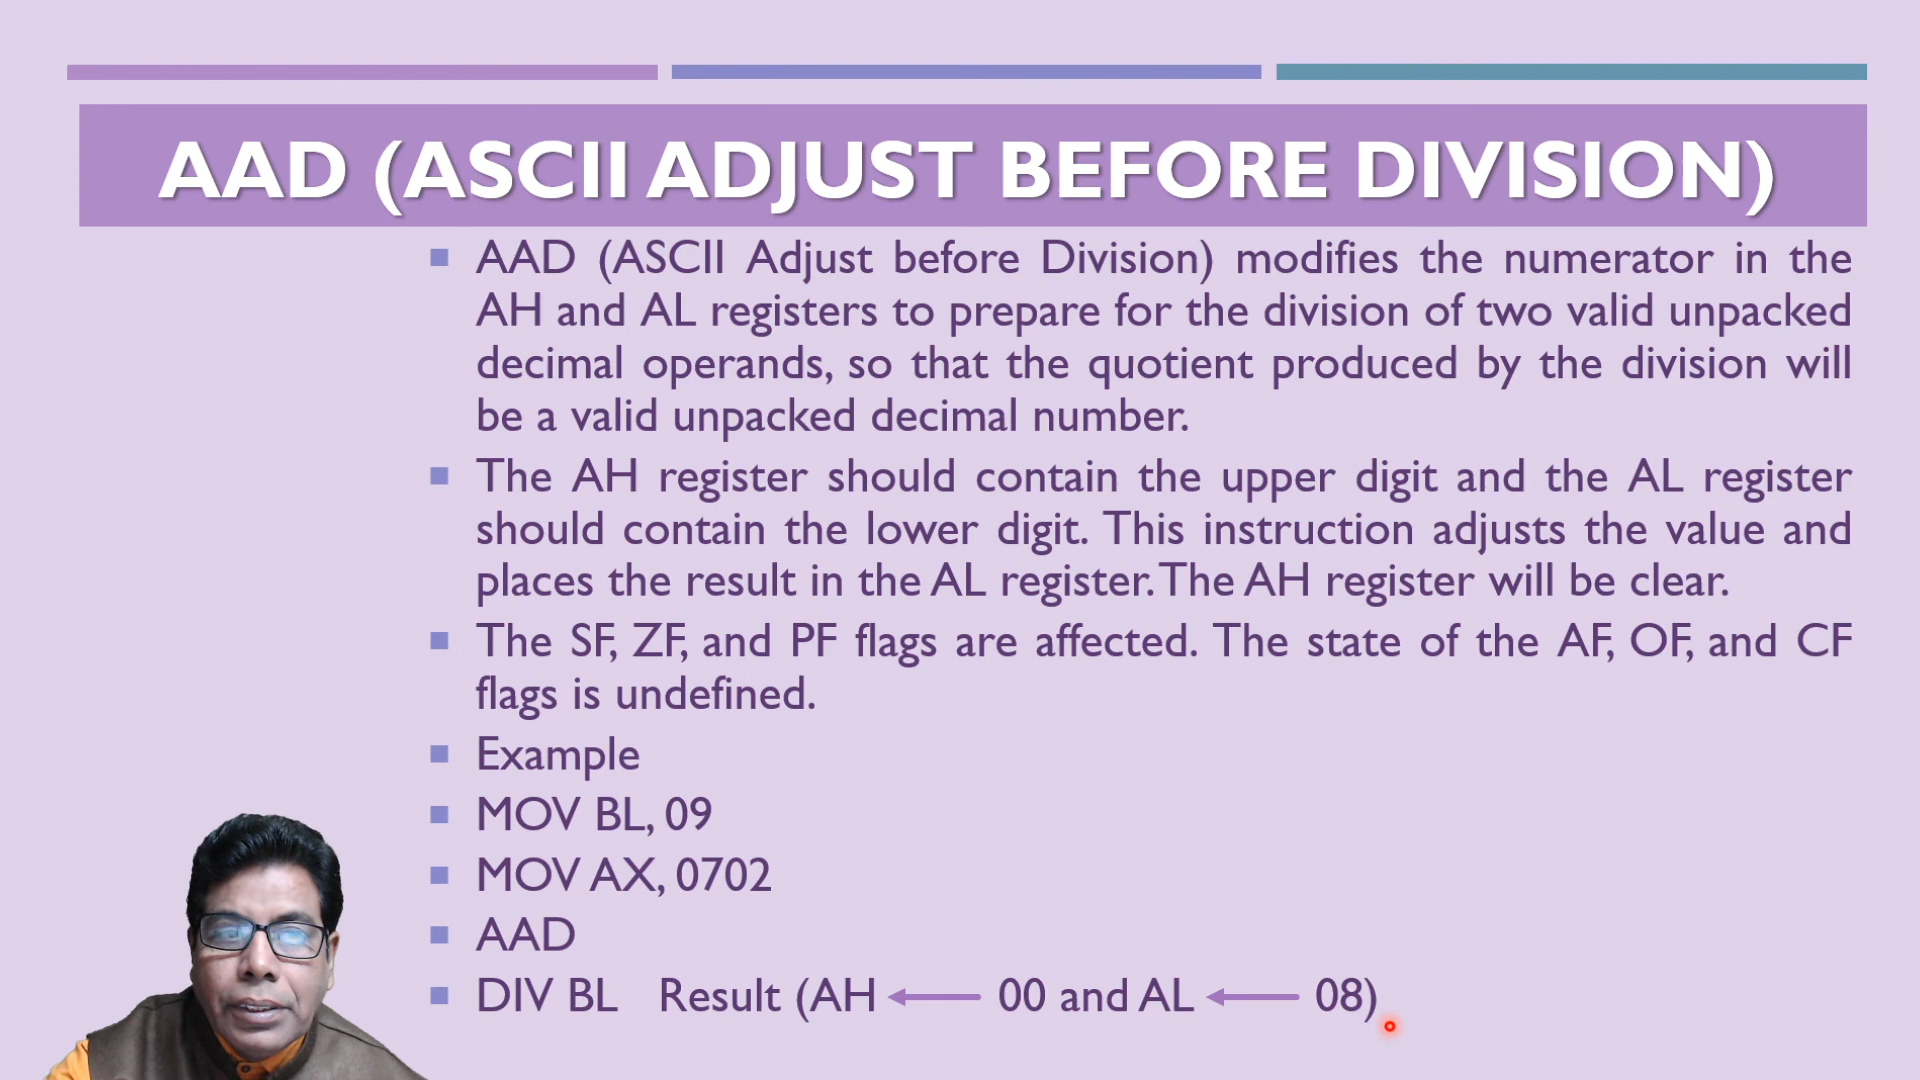 AAD (ASCII ADJUST BEFORE DIVISION)
AAD (ASCII Adjust before Division) modifies the numerator in the
AH and AL registers to prepare for the division of two valid unpacked
decimal operands, so that the quotient produced by the division will
be a valid unpacked decimal number.
The AH register should contain the upper digit and the AL register
should contain the lower digit. This instruction adjusts the value and
places the result in the AL register. The AH register will be clear.
The SF, ZF, and PF flags are affected. The state of the AF, OF, and CF
flags is undefined.
Example
MOV BL, 09
MOV AX, 0702
AAD
DIV BL Result (AH ← 00 and AL ← 08)